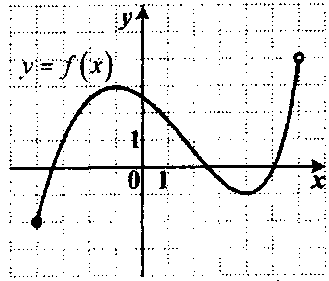 y
y = f(x)
1
0 1 x